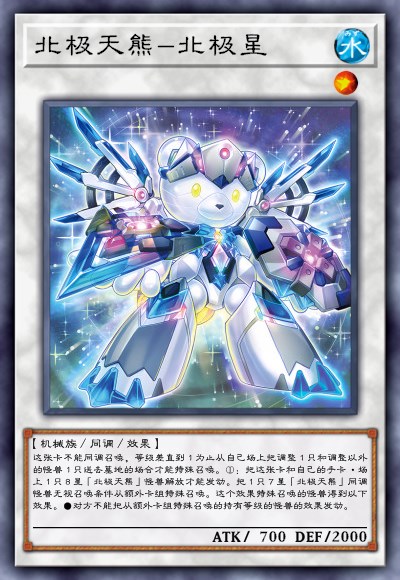 北极天熊-北极星
水
【机械族/同调/效果】
这张卡不能同调召唤，等级差直到1为止从自己场上把调整1只和调整以外
的怪兽1只送去墓地的场合才能特殊召唤。①：把这张卡和自己的手卡·场
上1只8星「北极天熊」怪兽解放才能发动。把1只7星「北极天熊」同调
怪兽无视召唤条件从额外卡组特殊召唤。这个效果特殊召唤的怪兽得到以下
效果。●对方不能把从额外卡组特殊召唤的持有等级的怪兽的效果发动。
ATK/ 700 DEF/2000